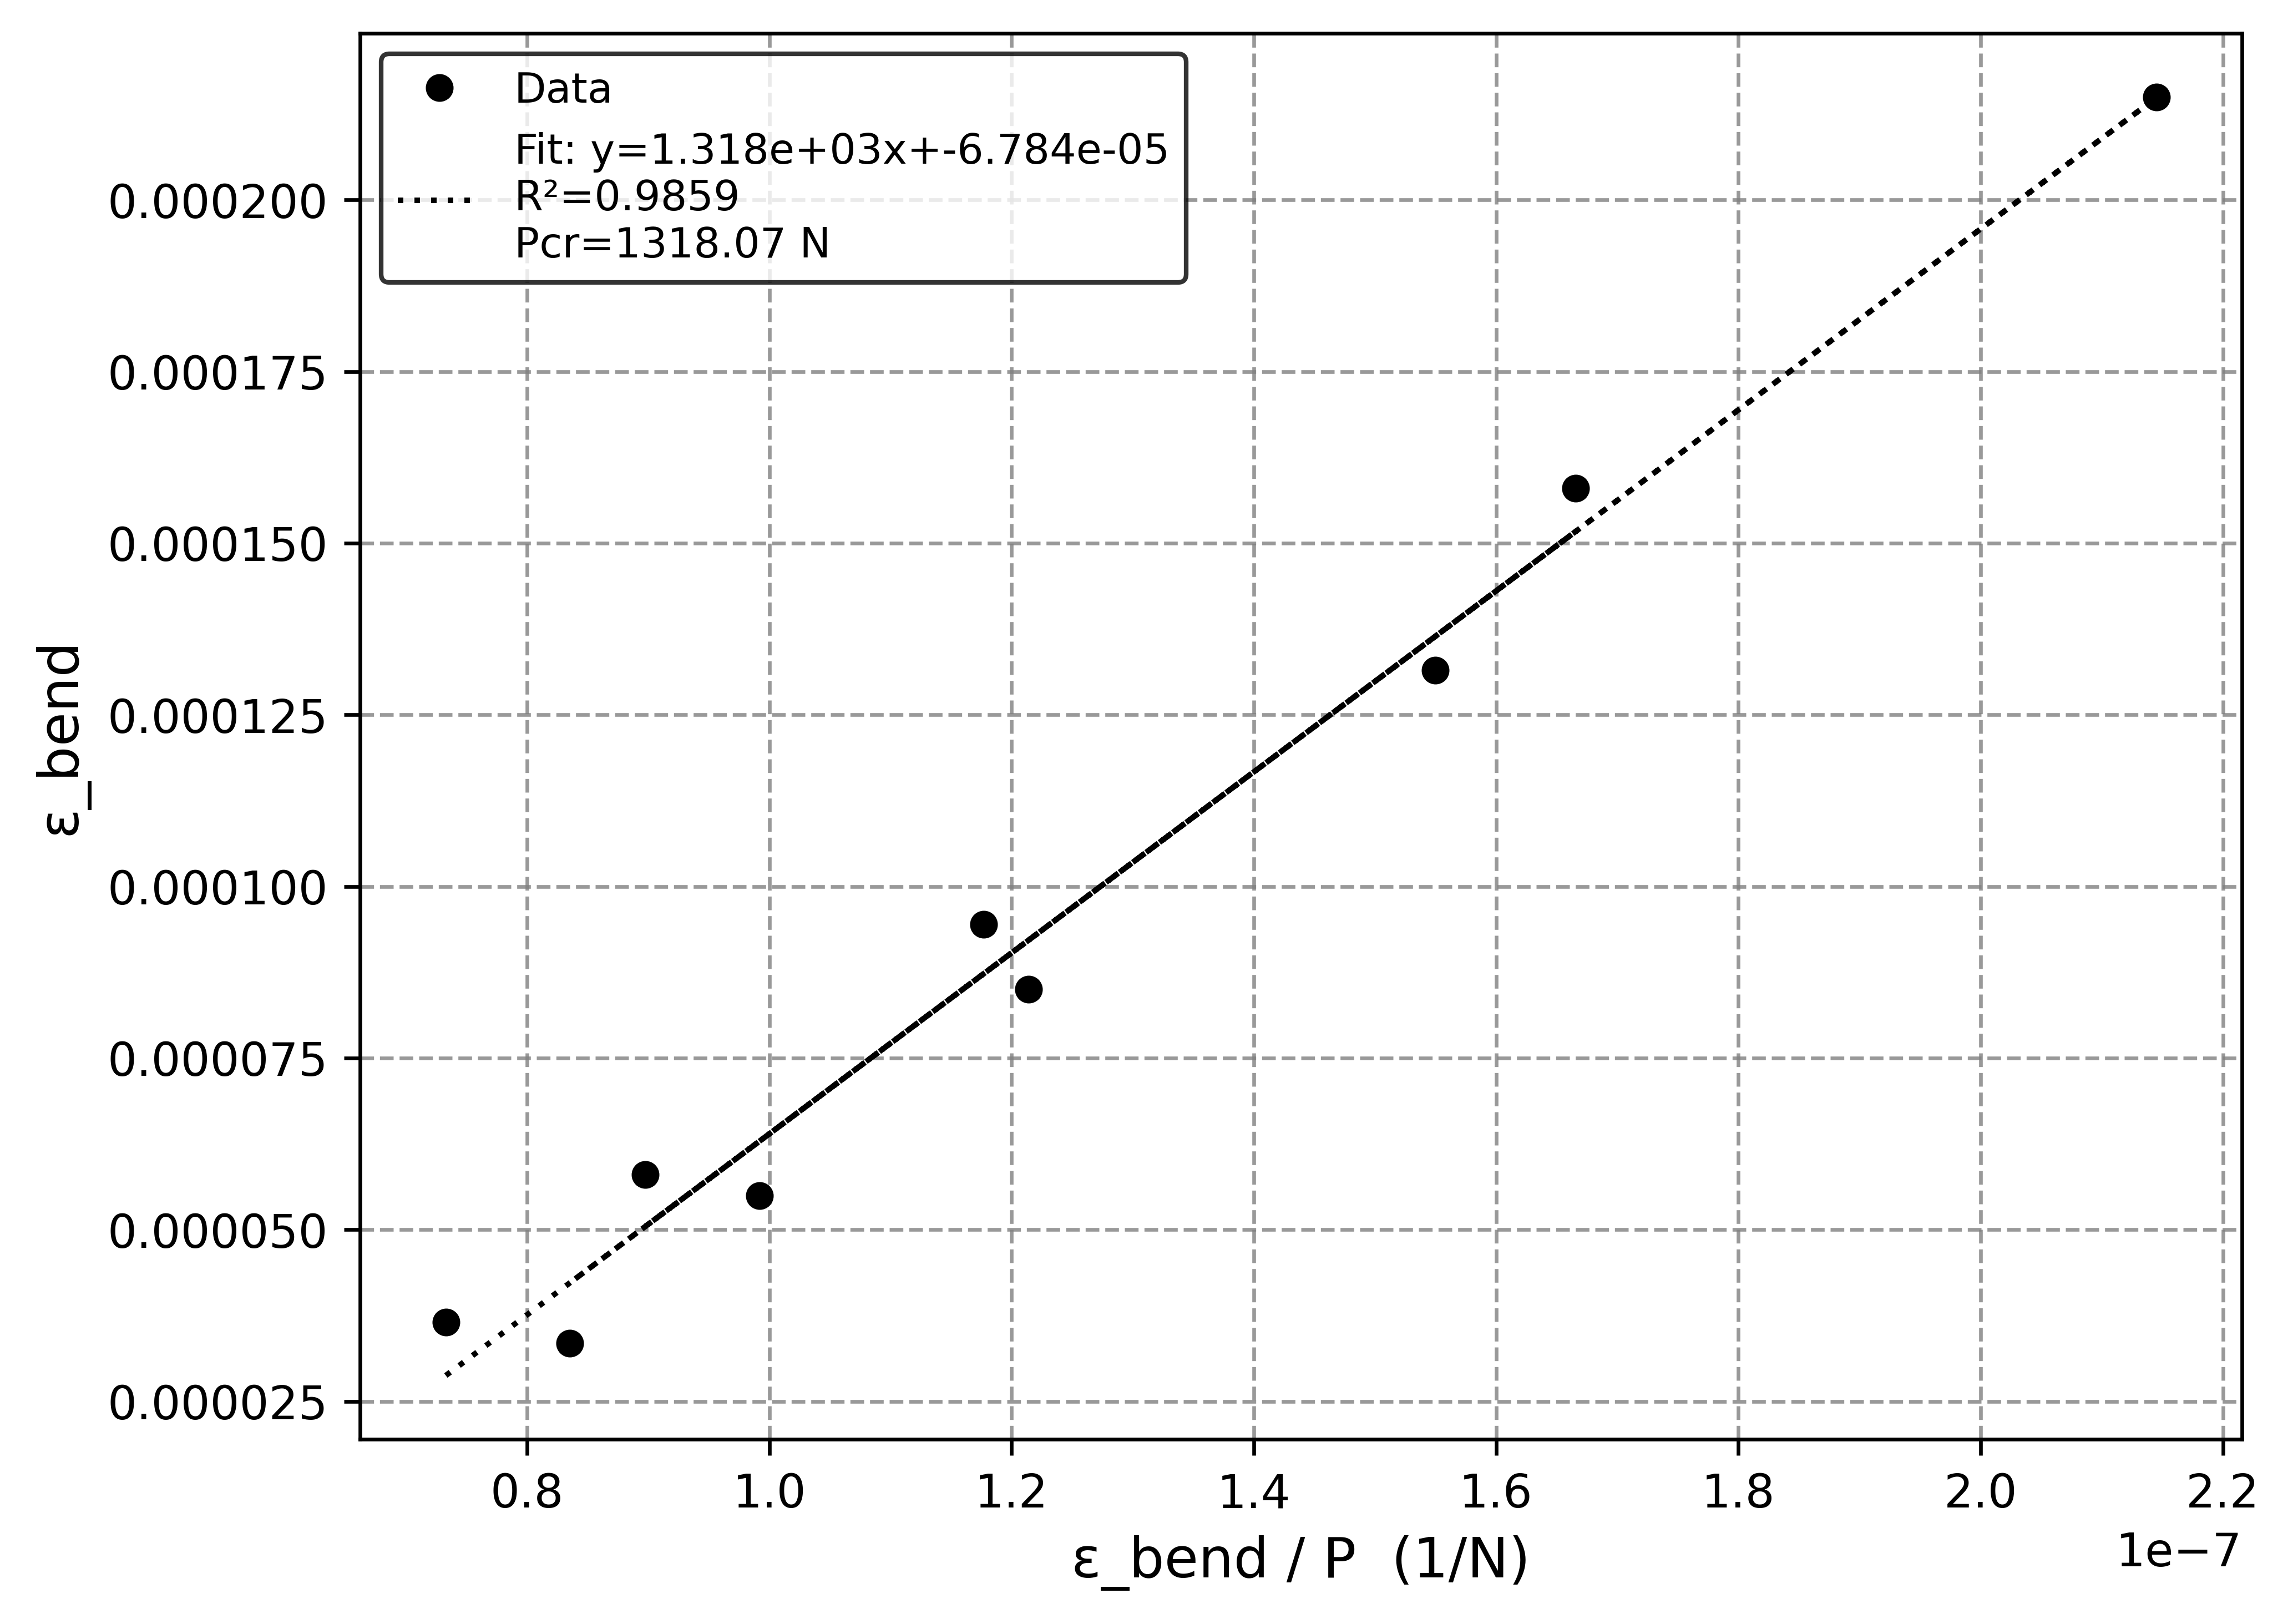 Data
Fit: y=1.318e+03x+-6.784e-05
R²=0.9859
Pcr=1318.07 N
0.000200
0.000175
0.000150
0.000125
0.000100
0.000075
0.000050
0.000025
ε_bend
0.8 1.0 1.2 1.4 1.6 1.8 2.0 2.2
1e−7
ε_bend / P (1/N)